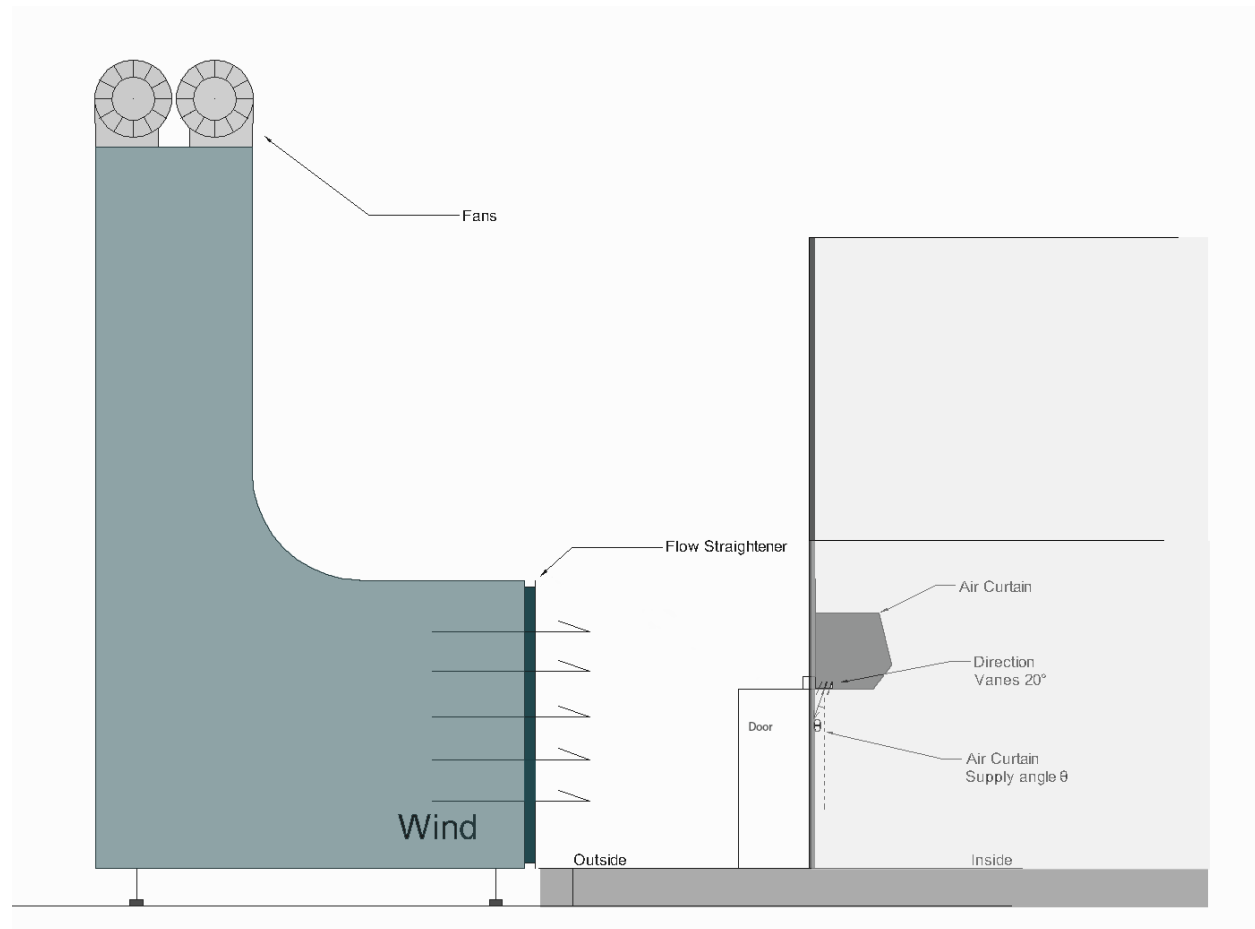 Fans
Flow Straightener
Air Curtain
Direction
Vanes 20°
Door
θ
Air Curtain
Supply angle θ
Wind
Outside
Inside